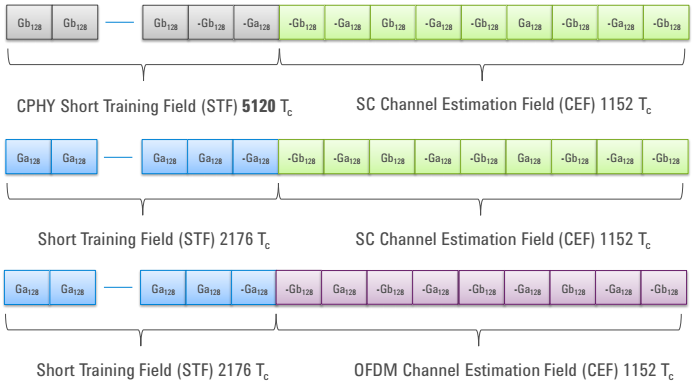 Gb128 Gb128 Gb128 -Gb128 -Ga128 -Gb128 -Ga128 Gb128 -Ga128 -Gb128 Ga128 -Gb128 -Ga128 -Gb128
CPHY Short Training Field (STF) 5120 Tc SC Channel Estimation Field (CEF) 1152 Tc
Ga128 Ga128 Ga128 Ga128 -Ga128 -Gb128 -Ga128 Gb128 -Ga128 -Gb128 Ga128 -Gb128 -Ga128 -Gb128
Short Training Field (STF) 2176 Tc SC Channel Estimation Field (CEF) 1152 Tc
Ga128 Ga128 Ga128 Ga128 -Ga128 -Gb128 Ga128 -Gb128 -Ga128 -Gb128 -Ga128 Gb128 -Ga128 -Gb128
Short Training Field (STF) 2176 Tc OFDM Channel Estimation Field (CEF) 1152 Tc